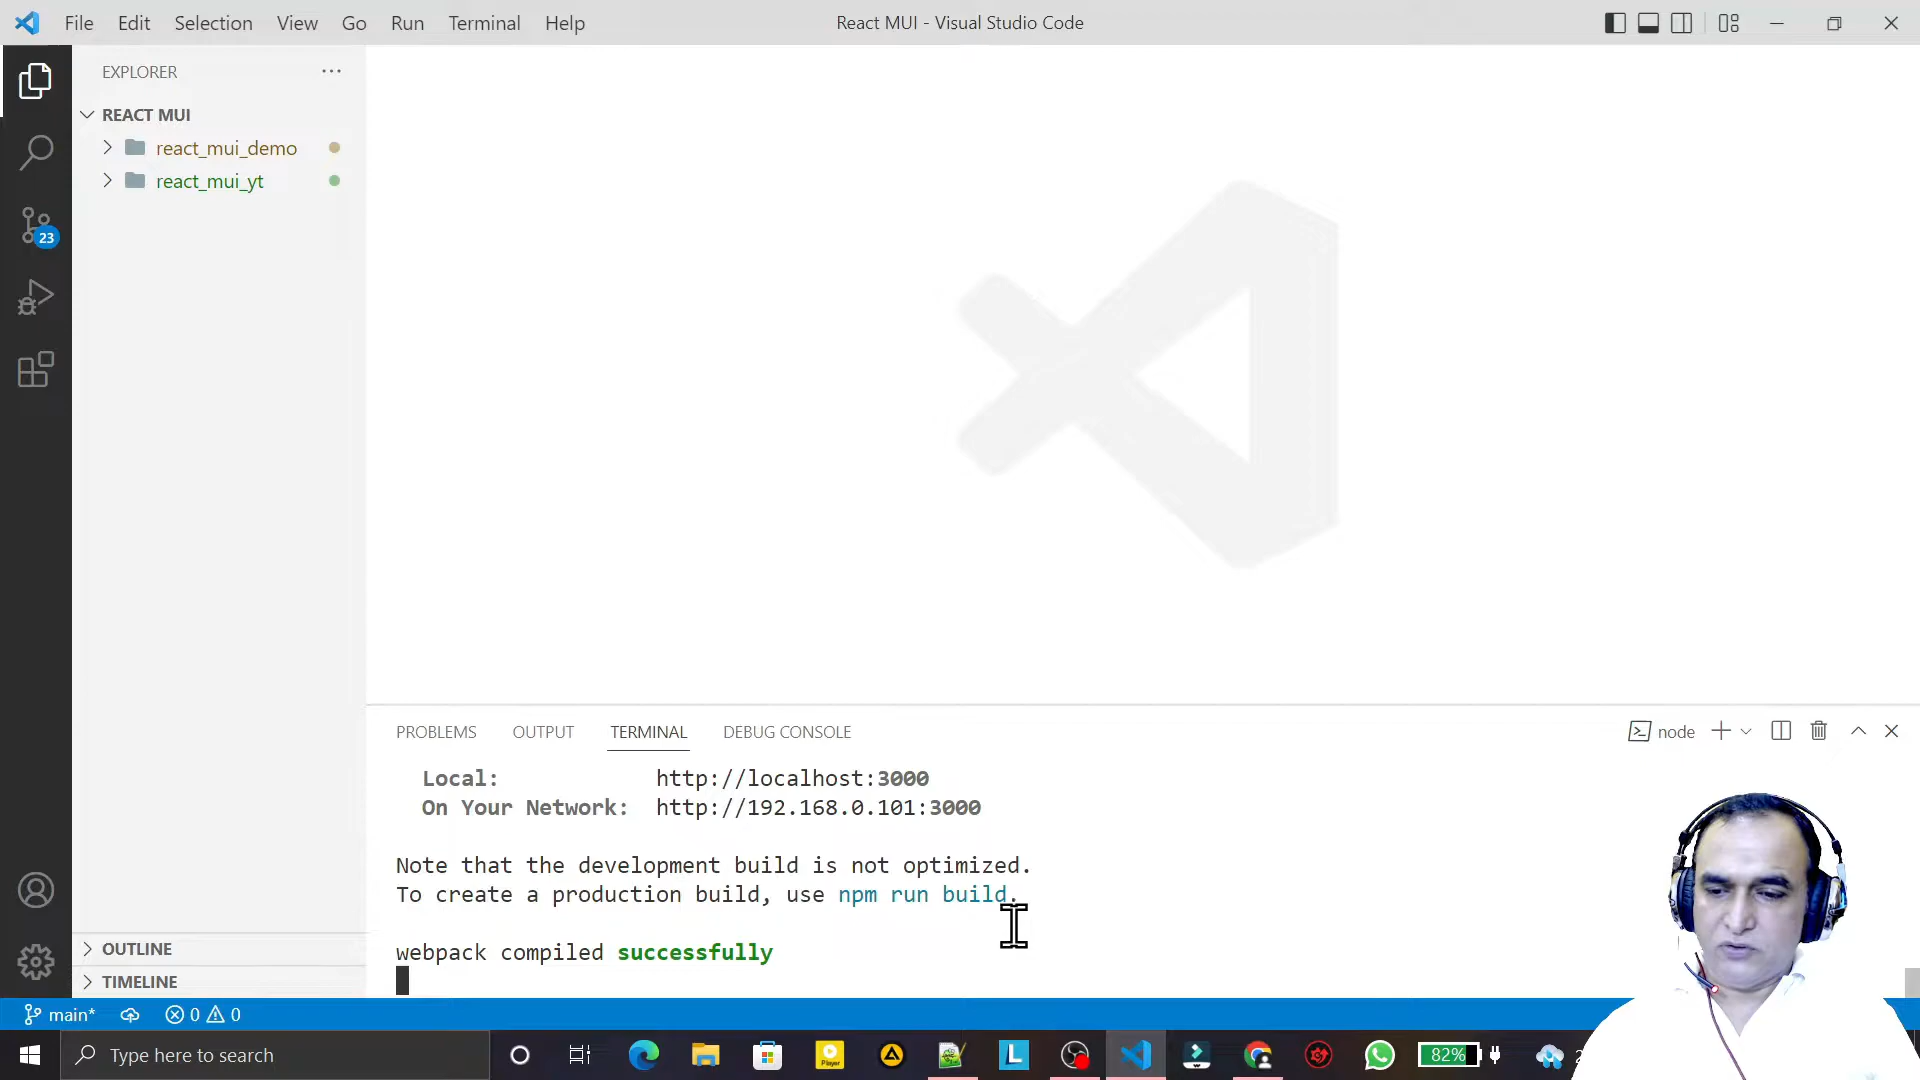 File Edit Selection View Go Run Terminal Help
React MUI - Visual Studio Code
EXPLORER
REACT MUI
react_mui_demo
react_mui_yt
23
PROBLEMS OUTPUT TERMINAL DEBUG CONSOLE
node
Local: http://localhost:3000
On Your Network: http://192.168.0.101:3000
Note that the development build is not optimized.
To create a production build, use npm run build.
webpack compiled successfully
OUTLINE
TIMELINE
main* 0 0
Type here to search
Player
L
82%